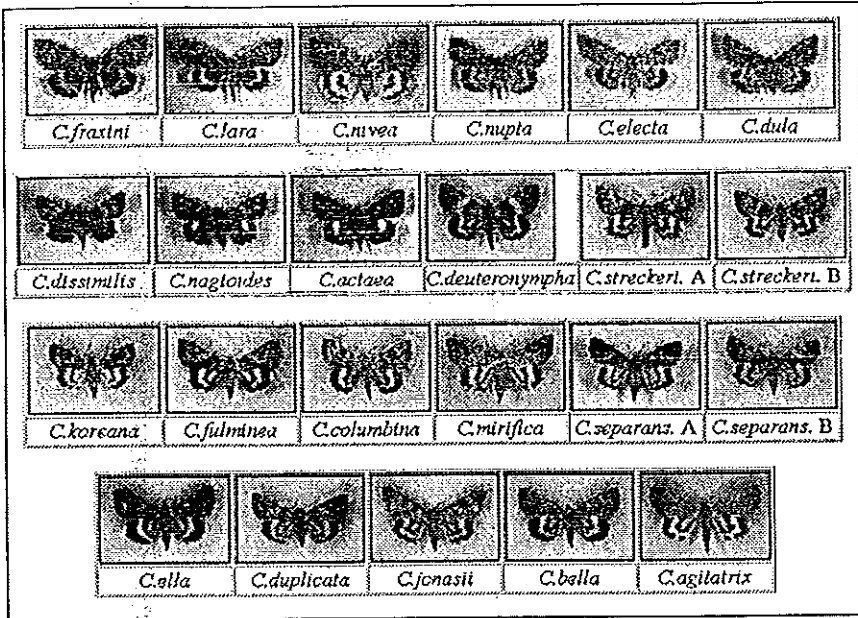 C.fraxini C.lara C.nivea C.nupta C.electa C.dula
C.dissimilis C.nagioides C.actaea C.deuteronympha C.streckeri. A C.streckeri. B
C.koreana C.fulminea C.columbina C.mirifica C.separans. A C.separans. B
C.ella C.duplicata C.jonasii C.bella C.agitatrix